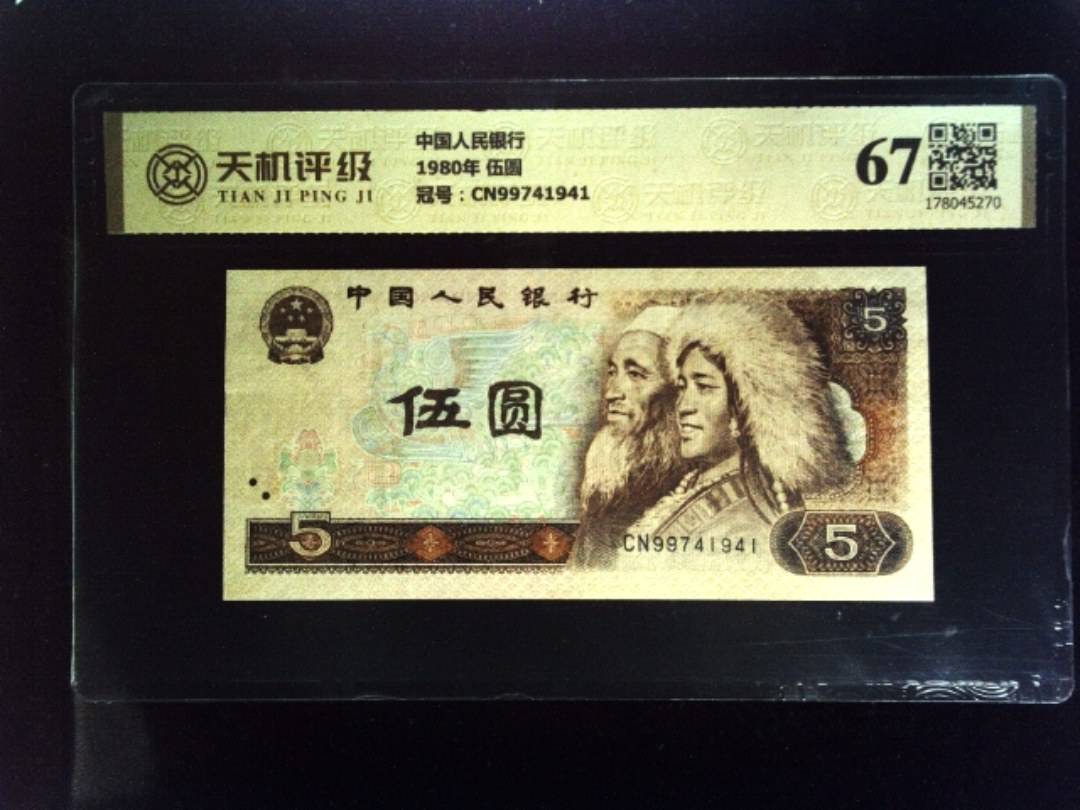 天机评级
TIAN JI PING JI
中国人民银行
1980年 伍圆
冠号：CN99741941
67
178045270
中国人民银行
5
伍圆
5
CN99741941
5